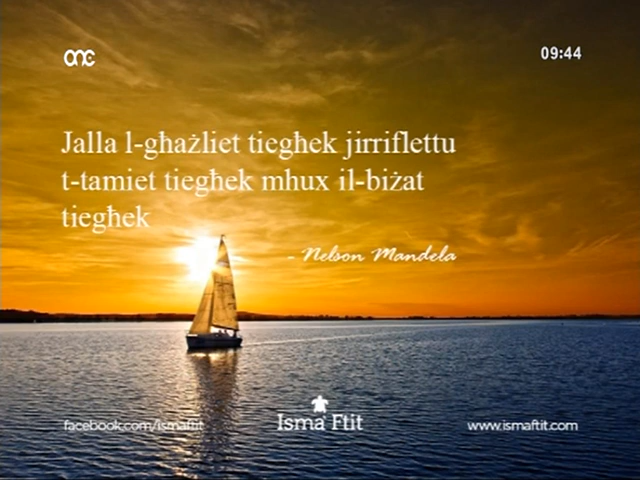 one
09:44
Jalla l-għażliet tiegħek jirriflettu
t-tamiet tiegħek mhux il-biżat
tiegħek
- Nelson Mandela
Isma Ftit
facebook.com/ismaftit
www.ismaftit.com